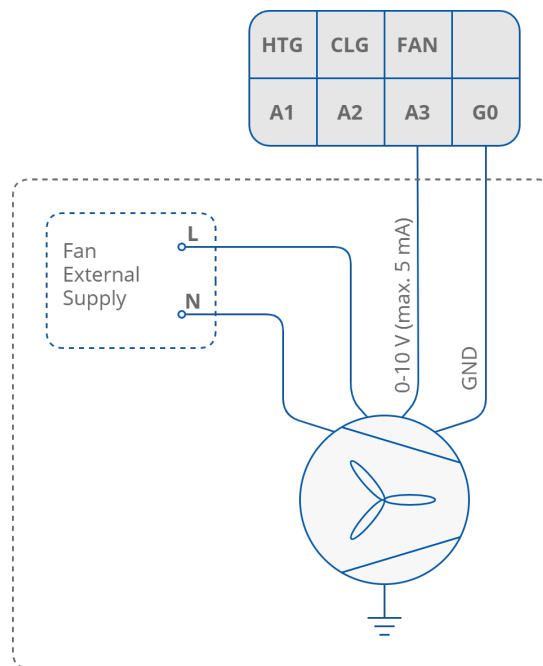 HTG CLG FAN
A1 A2 A3 G0
L
Fan
External
Supply
N
0-10 V (max. 5 mA)
GND